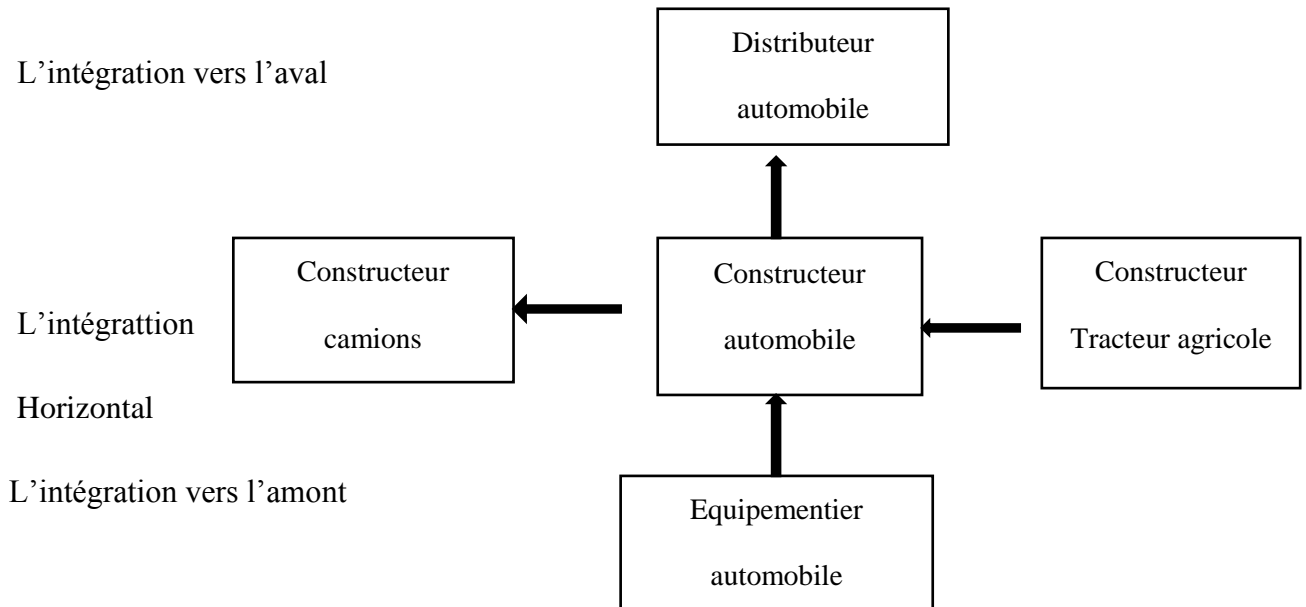 Distributeur
automobile
L’intégration vers l’aval
Constructeur
camions
Constructeur
automobile
Constructeur
Tracteur agricole
L’intégrattion
Horizontal
L’intégration vers l’amont
Equipementier
automobile